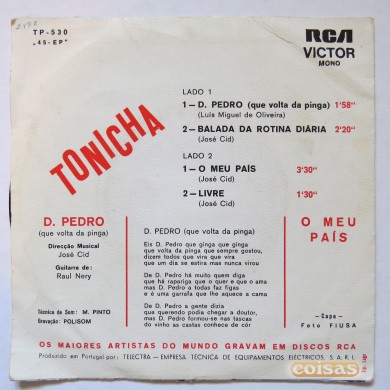 TP-530
„45-EP"
RCA
VICTOR
MONO
TONICHA
LADO 1
1—D. PEDRO (que volta da pinga) 1'58"
(Luís Miguel de Oliveira)
2—BALADA DA ROTINA DIÁRIA 2'20"
(José Cid)
LADO 2
1—O MEU PAÍS 3'30"
(José Cid)
2—LIVRE 1'30"
(José Cid)
D. PEDRO
(que volta da pinga)
Direcção Musical
José Cid
Guitarra de:
Raul Nery
Técnico de Som: M. PINTO
Gravação: POLISOM
D. PEDRO (que volta da pinga)
Eis D. Pedro que ginga que ginga
que volta da pinga que sempre gostou,
dizem todos que vira que vira
que um dia se estira mas nunca virou
De D. Pedro há muito quem diga
que há rapariga que o quer e que o ama
mas D. Pedro a todas faz figas
e é uma garrafa que lhe aquece a cama
De D. Pedro a gente dizia
que querendo podia chegar a doutor,
mas D. Pedro formou-se nas tascas
do vinho as castas conhece de cór
O MEU
PAÍS
—Capa—
Foto FIUSA
OS MAIORES ARTISTAS DO MUNDO GRAVAM EM DISCOS RCA
Produzido em Portugal por: TELECTRA—EMPRESA TÉCNICA DE EQUIPAMENTOS ELÉCTRICOS, S. A. R. L.
coisas